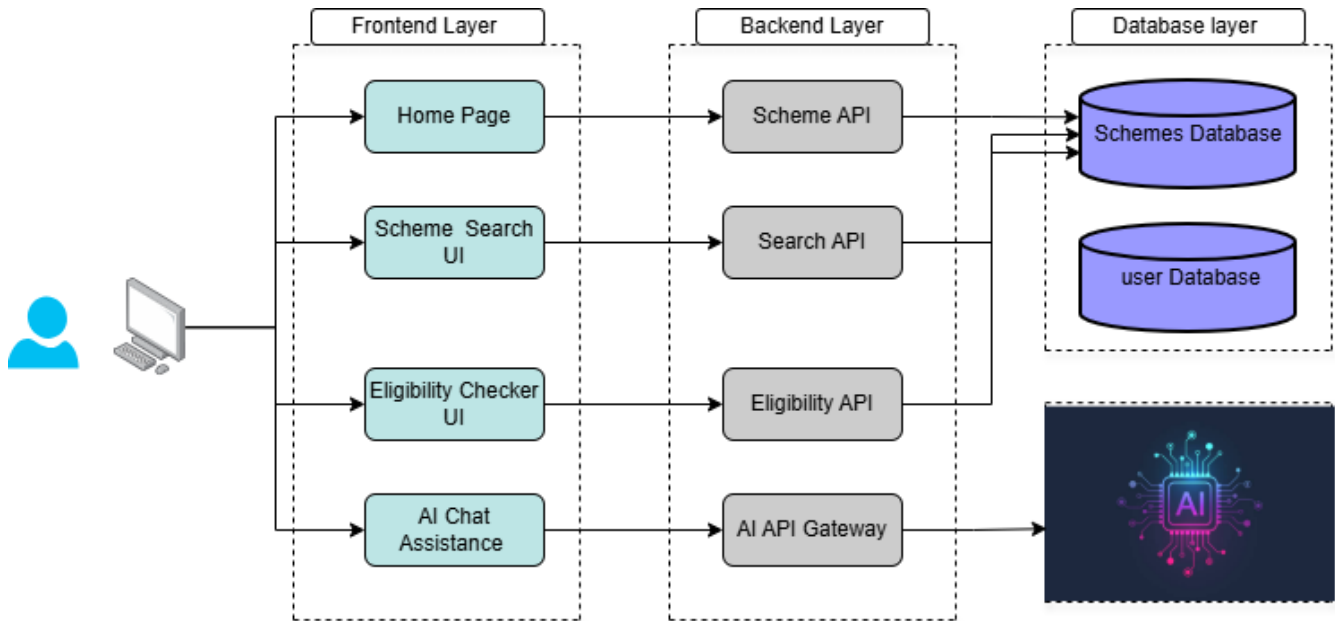 Frontend Layer
Backend Layer
Database layer
Home Page
Scheme API
Schemes Database
Scheme Search
UI
Search API
user Database
Eligibility Checker
UI
Eligibility API
AI Chat
Assistance
AI API Gateway
AI